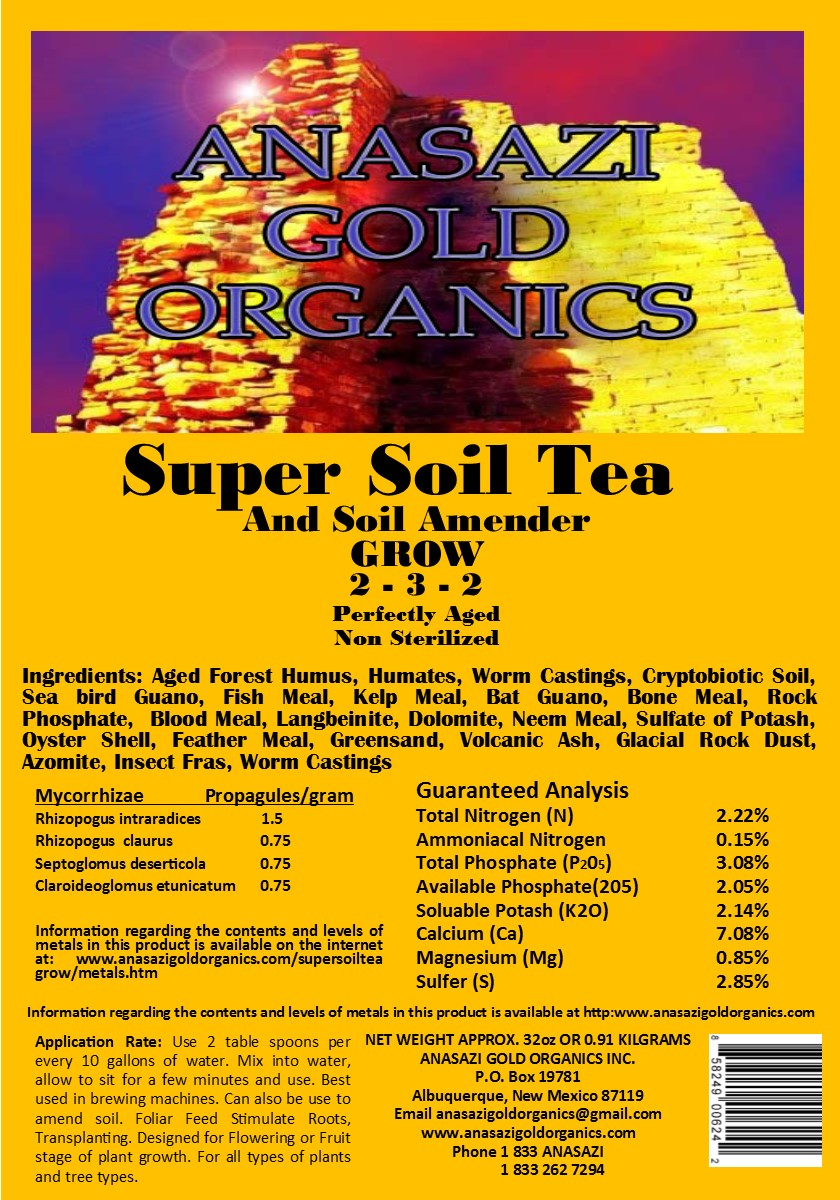 ANASAZI
GOLD
ORGANICS
Super Soil Tea
And Soil Amender
GROW
2 - 3 - 2
Perfectly Aged
Non Sterilized
Ingredients: Aged Forest Humus, Humates, Worm Castings, Cryptobiotic Soil,
Sea bird Guano, Fish Meal, Kelp Meal, Bat Guano, Bone Meal, Rock
Phosphate, Blood Meal, Langbeinite, Dolomite, Neem Meal, Sulfate of Potash,
Oyster Shell, Feather Meal, Greensand, Volcanic Ash, Glacial Rock Dust,
Azomite, Insect Fras, Worm Castings
Mycorrhizae Propagules/gram
Rhizopogus intraradices 1.5
Rhizopogus claurus 0.75
Septoglomus deserticola 0.75
Claroideoglomus etunicatum 0.75
Information regarding the contents and levels of
metals in this product is available on the internet
at: www.anasazigoldorganics.com/supersoiltea
grow/metals.htm
Guaranteed Analysis
Total Nitrogen (N) 2.22%
Ammoniacal Nitrogen 0.15%
Total Phosphate (P₂0₅) 3.08%
Available Phosphate(205) 2.05%
Soluable Potash (K2O) 2.14%
Calcium (Ca) 7.08%
Magnesium (Mg) 0.85%
Sulfer (S) 2.85%
Information regarding the contents and levels of metals in this product is available at http:www.anasazigoldorganics.com
Application Rate: Use 2 table spoons per
every 10 gallons of water. Mix into water,
allow to sit for a few minutes and use. Best
used in brewing machines. Can also be use to
amend soil. Foliar Feed Stimulate Roots,
Transplanting. Designed for Flowering or Fruit
stage of plant growth. For all types of plants
and tree types.
NET WEIGHT APPROX. 32oz OR 0.91 KILGRAMS
ANASAZI GOLD ORGANICS INC.
P.O. Box 19781
Albuquerque, New Mexico 87119
Email anasazigoldorganics@gmail.com
www.anasazigoldorganics.com
Phone 1 833 ANASAZI
1 833 262 7294
8 58249 00624 2